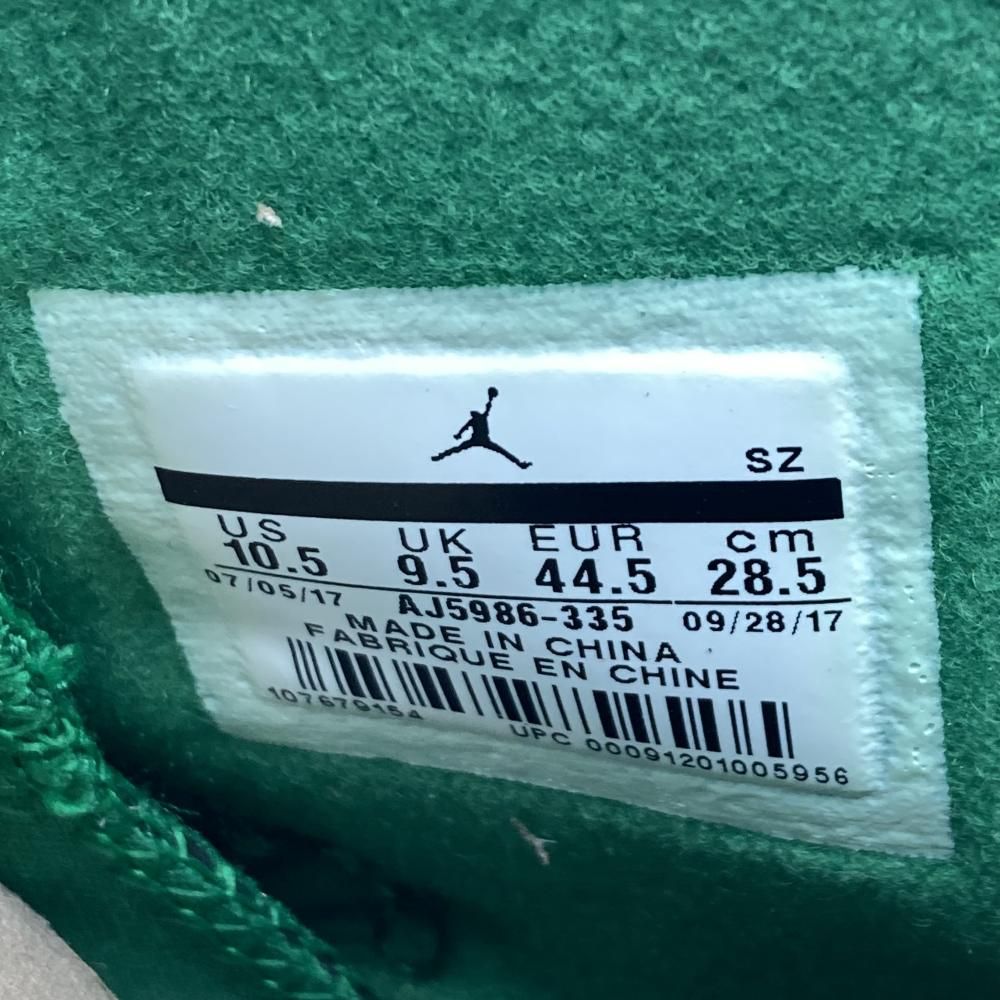 SZ
US UK EUR cm
10.5 9.5 44.5 28.5
07/05/17 AJ5986-335 09/28/17
MADE IN CHINA
FABRIQUE EN CHINE
107679154
UPC 00091201005956